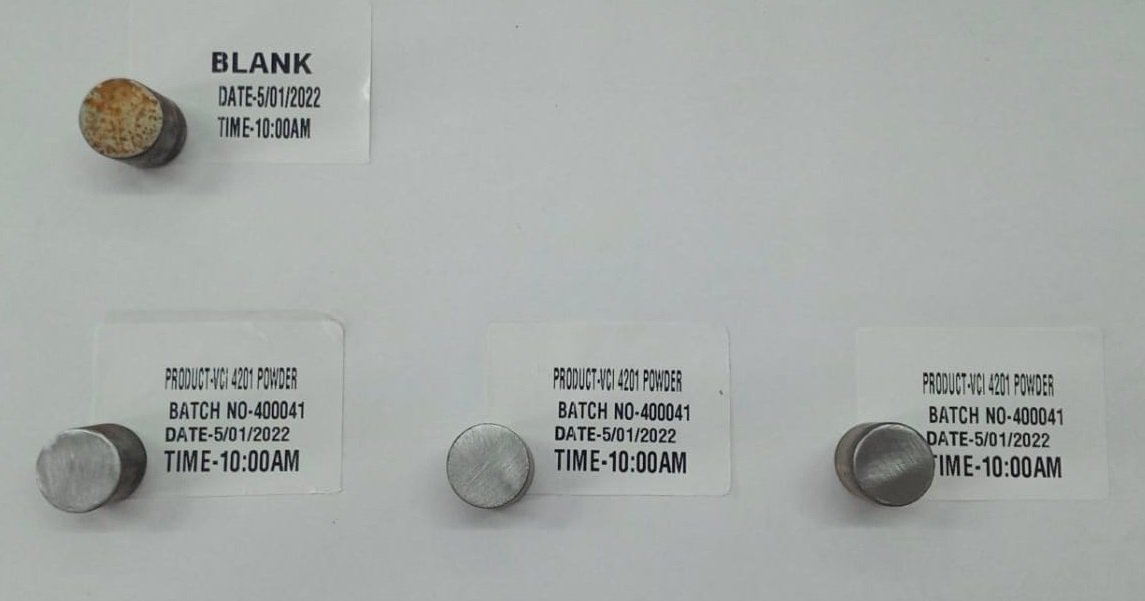 BLANK
DATE-5/01/2022
TIME-10:00AM
PRODUCT-VCI 4201 POWDER
BATCH NO-400041
DATE-5/01/2022
TIME-10:00AM
PRODUCT-VCI 4201 POWDER
BATCH NO-400041
DATE-5/01/2022
TIME-10:00AM
PRODUCT-VCI 4201 POWDER
BATCH NO-400041
DATE-5/01/2022
TIME-10:00AM